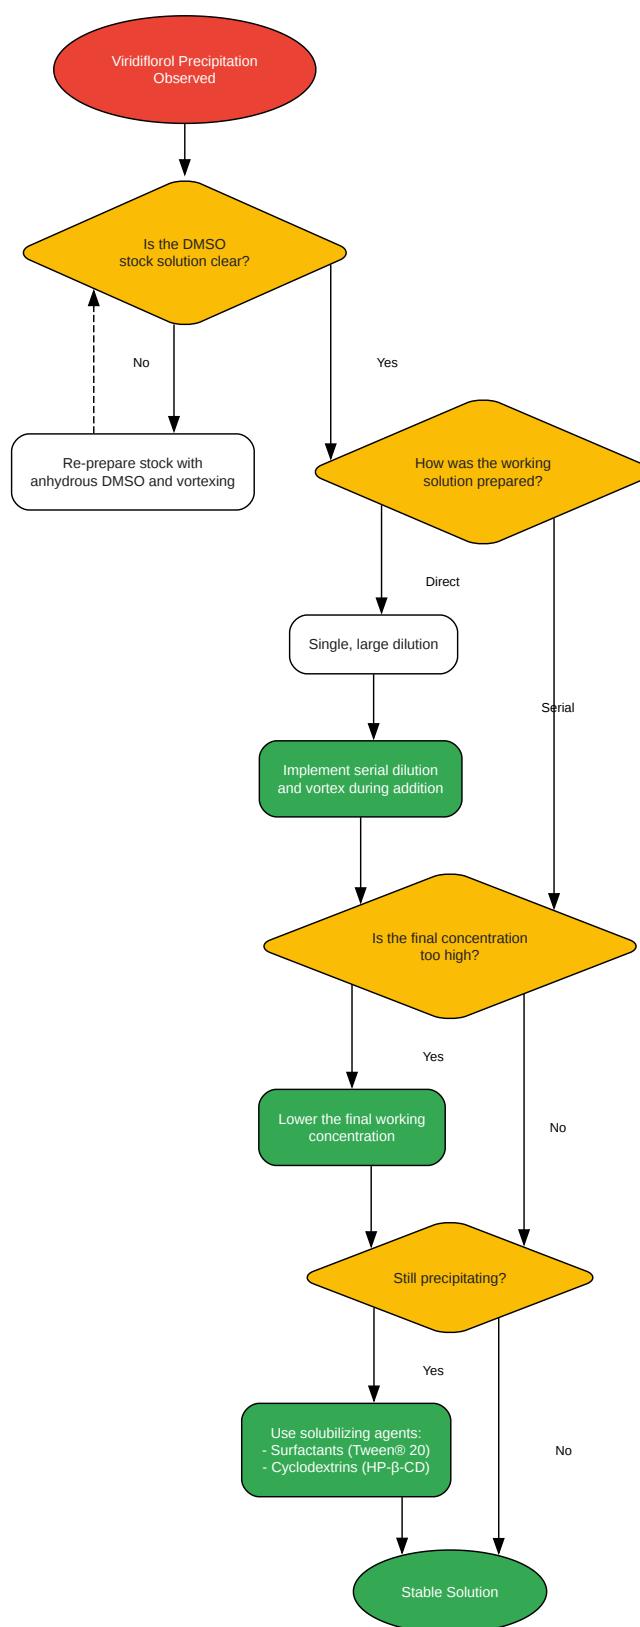 Viridiflorol Precipitation
Observed
Is the DMSO
stock solution clear?
No
Yes
Re-prepare stock with
anhydrous DMSO and vortexing
How was the working
solution prepared?
Direct
Single, large dilution
Serial
Implement serial dilution
and vortex during addition
Is the final concentration
too high?
Yes
Lower the final working
concentration
No
Still precipitating?
Yes
Use solubilizing agents:
- Surfactants (Tween® 20)
- Cyclodextrins (HP-β-CD)
No
Stable Solution